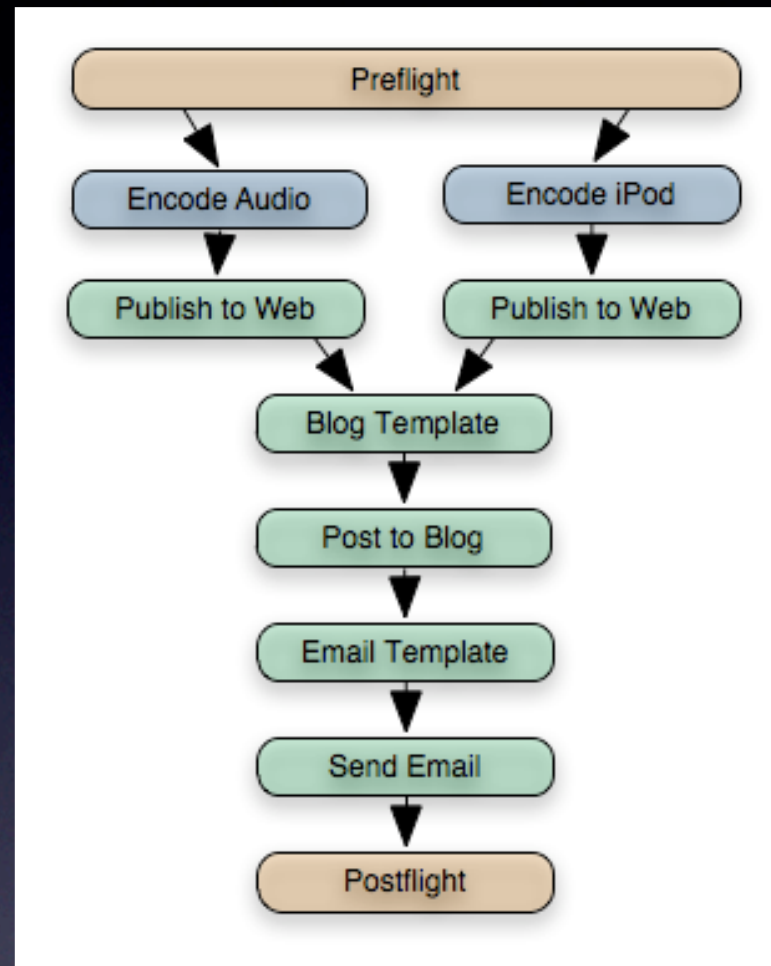 Preflight
Encode Audio
Encode iPod
Publish to Web
Publish to Web
Blog Template
Post to Blog
Email Template
Send Email
Postflight